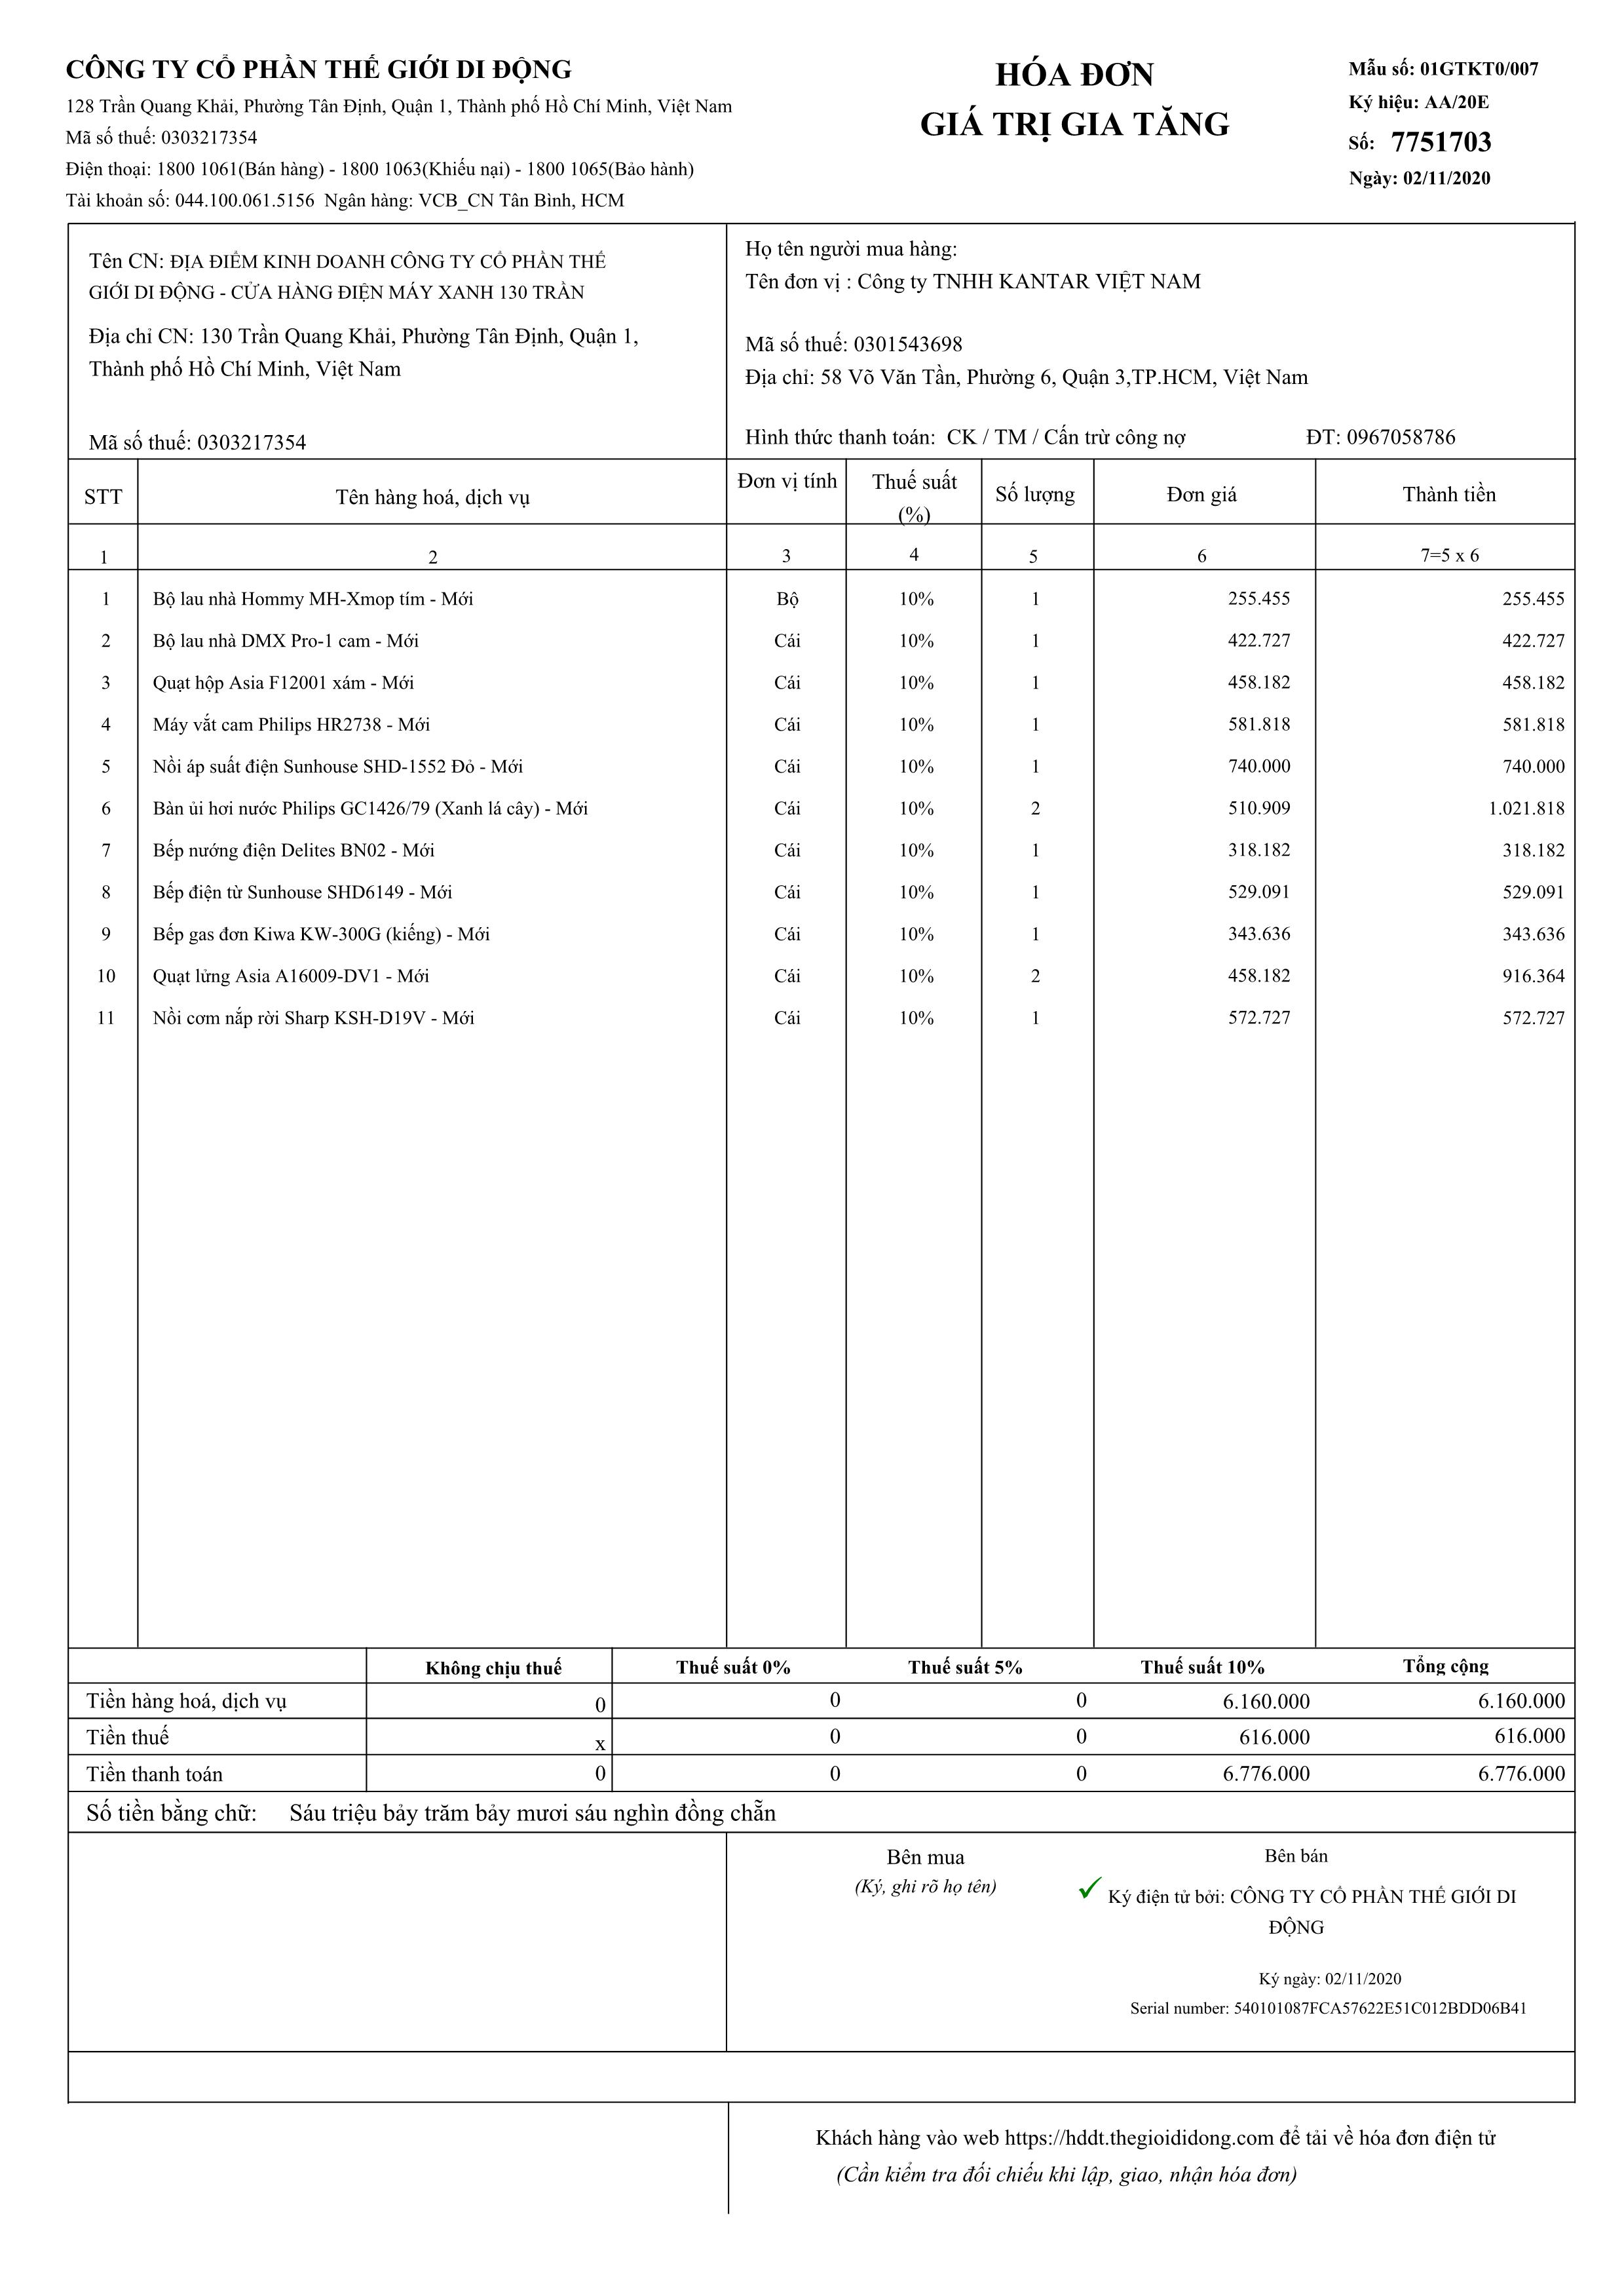 CÔNG TY CỔ PHẦN THẾ GIỚI DI ĐỘNG
128 Trần Quang Khải, Phường Tân Định, Quận 1, Thành phố Hồ Chí Minh, Việt Nam
Mã số thuế: 0303217354
Điện thoại: 1800 1061(Bán hàng) - 1800 1063(Khiếu nại) - 1800 1065(Bảo hành)
Tài khoản số: 044.100.061.5156 Ngân hàng: VCB_CN Tân Bình, HCM
HÓA ĐƠN
GIÁ TRỊ GIA TĂNG
Mẫu số: 01GTKT0/007
Ký hiệu: AA/20E
Số: 7751703
Ngày: 02/11/2020
Tên CN: ĐỊA ĐIỂM KINH DOANH CÔNG TY CỔ PHẦN THẾ
GIỚI DI ĐỘNG - CỬA HÀNG ĐIỆN MÁY XANH 130 TRẦN
Địa chỉ CN: 130 Trần Quang Khải, Phường Tân Định, Quận 1,
Thành phố Hồ Chí Minh, Việt Nam
Mã số thuế: 0303217354
Họ tên người mua hàng:
Tên đơn vị : Công ty TNHH KANTAR VIỆT NAM
Mã số thuế: 0301543698
Địa chỉ: 58 Võ Văn Tần, Phường 6, Quận 3,TP.HCM, Việt Nam
Hình thức thanh toán: CK / TM / Cấn trừ công nợ ĐT: 0967058786
STT Tên hàng hoá, dịch vụ Đơn vị tính Thuế suất (%) Số lượng Đơn giá Thành tiền
1 2 3 4 5 6 7=5 x 6
1 Bộ lau nhà Hommy MH-Xmop tím - Mới Bộ 10% 1 255.455 255.455
2 Bộ lau nhà DMX Pro-1 cam - Mới Cái 10% 1 422.727 422.727
3 Quạt hộp Asia F12001 xám - Mới Cái 10% 1 458.182 458.182
4 Máy vắt cam Philips HR2738 - Mới Cái 10% 1 581.818 581.818
5 Nồi áp suất điện Sunhouse SHD-1552 Đỏ - Mới Cái 10% 1 740.000 740.000
6 Bàn ủi hơi nước Philips GC1426/79 (Xanh lá cây) - Mới Cái 10% 2 510.909 1.021.818
7 Bếp nướng điện Delites BN02 - Mới Cái 10% 1 318.182 318.182
8 Bếp điện từ Sunhouse SHD6149 - Mới Cái 10% 1 529.091 529.091
9 Bếp gas đơn Kiwa KW-300G (kiếng) - Mới Cái 10% 1 343.636 343.636
10 Quạt lửng Asia A16009-DV1 - Mới Cái 10% 2 458.182 916.364
11 Nồi cơm nắp rời Sharp KSH-D19V - Mới Cái 10% 1 572.727 572.727
Không chịu thuế Thuế suất 0% Thuế suất 5% Thuế suất 10% Tổng cộng
Tiền hàng hoá, dịch vụ 0 0 0 6.160.000 6.160.000
Tiền thuế x 0 0 616.000 616.000
Tiền thanh toán 0 0 0 6.776.000 6.776.000
Số tiền bằng chữ: Sáu triệu bảy trăm bảy mươi sáu nghìn đồng chẵn
Bên mua
(Ký, ghi rõ họ tên)
Bên bán
Ký điện tử bởi: CÔNG TY CỔ PHẦN THẾ GIỚI DI
ĐỘNG
Ký ngày: 02/11/2020
Serial number: 540101087FCA57622E51C012BDD06B41
Khách hàng vào web https://hddt.thegioididong.com để tải về hóa đơn điện tử
(Cần kiểm tra đối chiếu khi lập, giao, nhận hóa đơn)